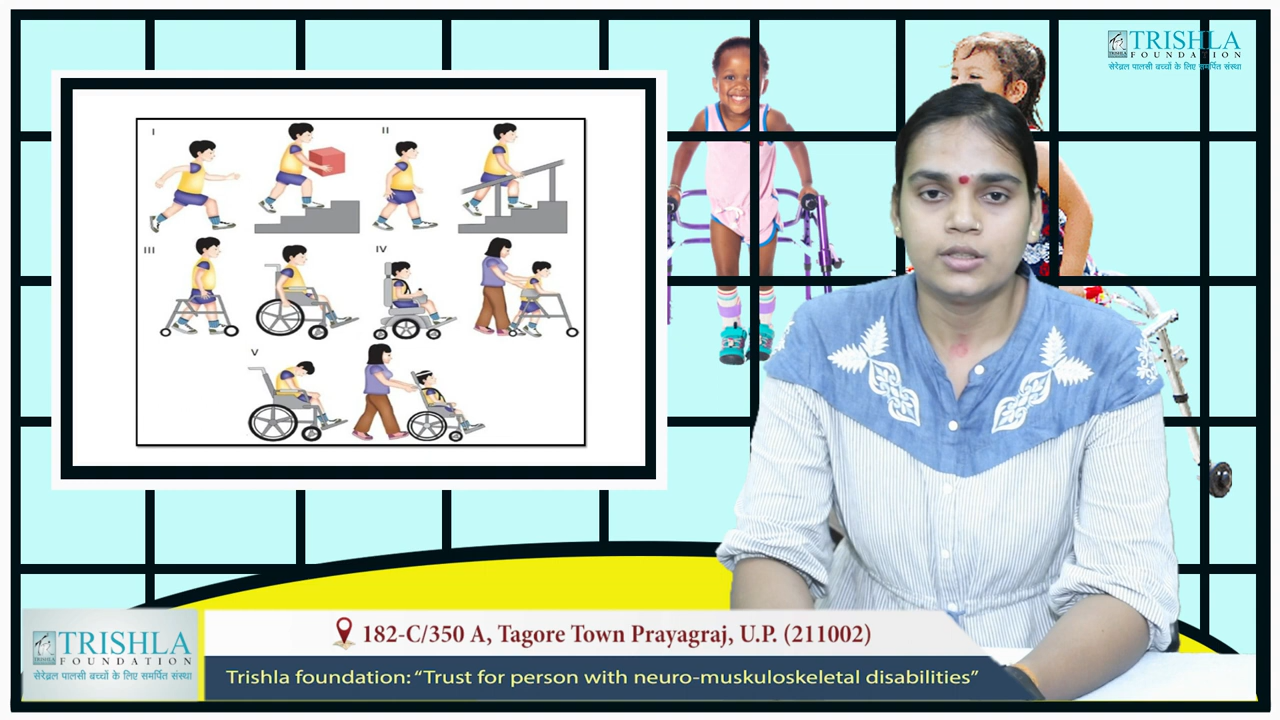 TRISHLA
FOUNDATION
सेरेब्रल पालसी बच्चों के लिए समर्पित संस्था
I
II
III
IV
V
TRISHLA
FOUNDATION
सेरेब्रल पालसी बच्चों के लिए समर्पित संस्था
182-C/350 A, Tagore Town Prayagraj, U.P. (211002)
Trishla foundation: “Trust for person with neuro-muskuloskeletal disabilities”